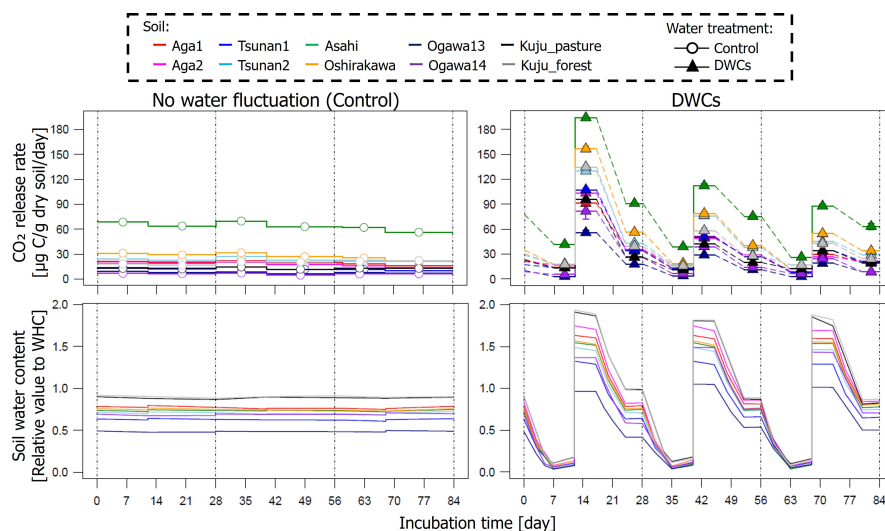 Soil:
Water treatment:
Aga1 Tsunan1 Asahi Ogawa13 Kuju_pasture Control
Aga2 Tsunan2 Oshirakawa Ogawa14 Kuju_forest DWCs
No water fluctuation (Control)
DWCs
CO₂ release rate
[µg C/g dry soil/day]
180
150
120
90
60
30
0
180
150
120
90
60
30
0
Soil water content
[Relative value to WHC]
2.0
1.5
1.0
0.5
0.0
2.0
1.5
1.0
0.5
0.0
0 7 14 21 28 35 42 49 56 63 70 77 84
0 7 14 21 28 35 42 49 56 63 70 77 84
Incubation time [day]